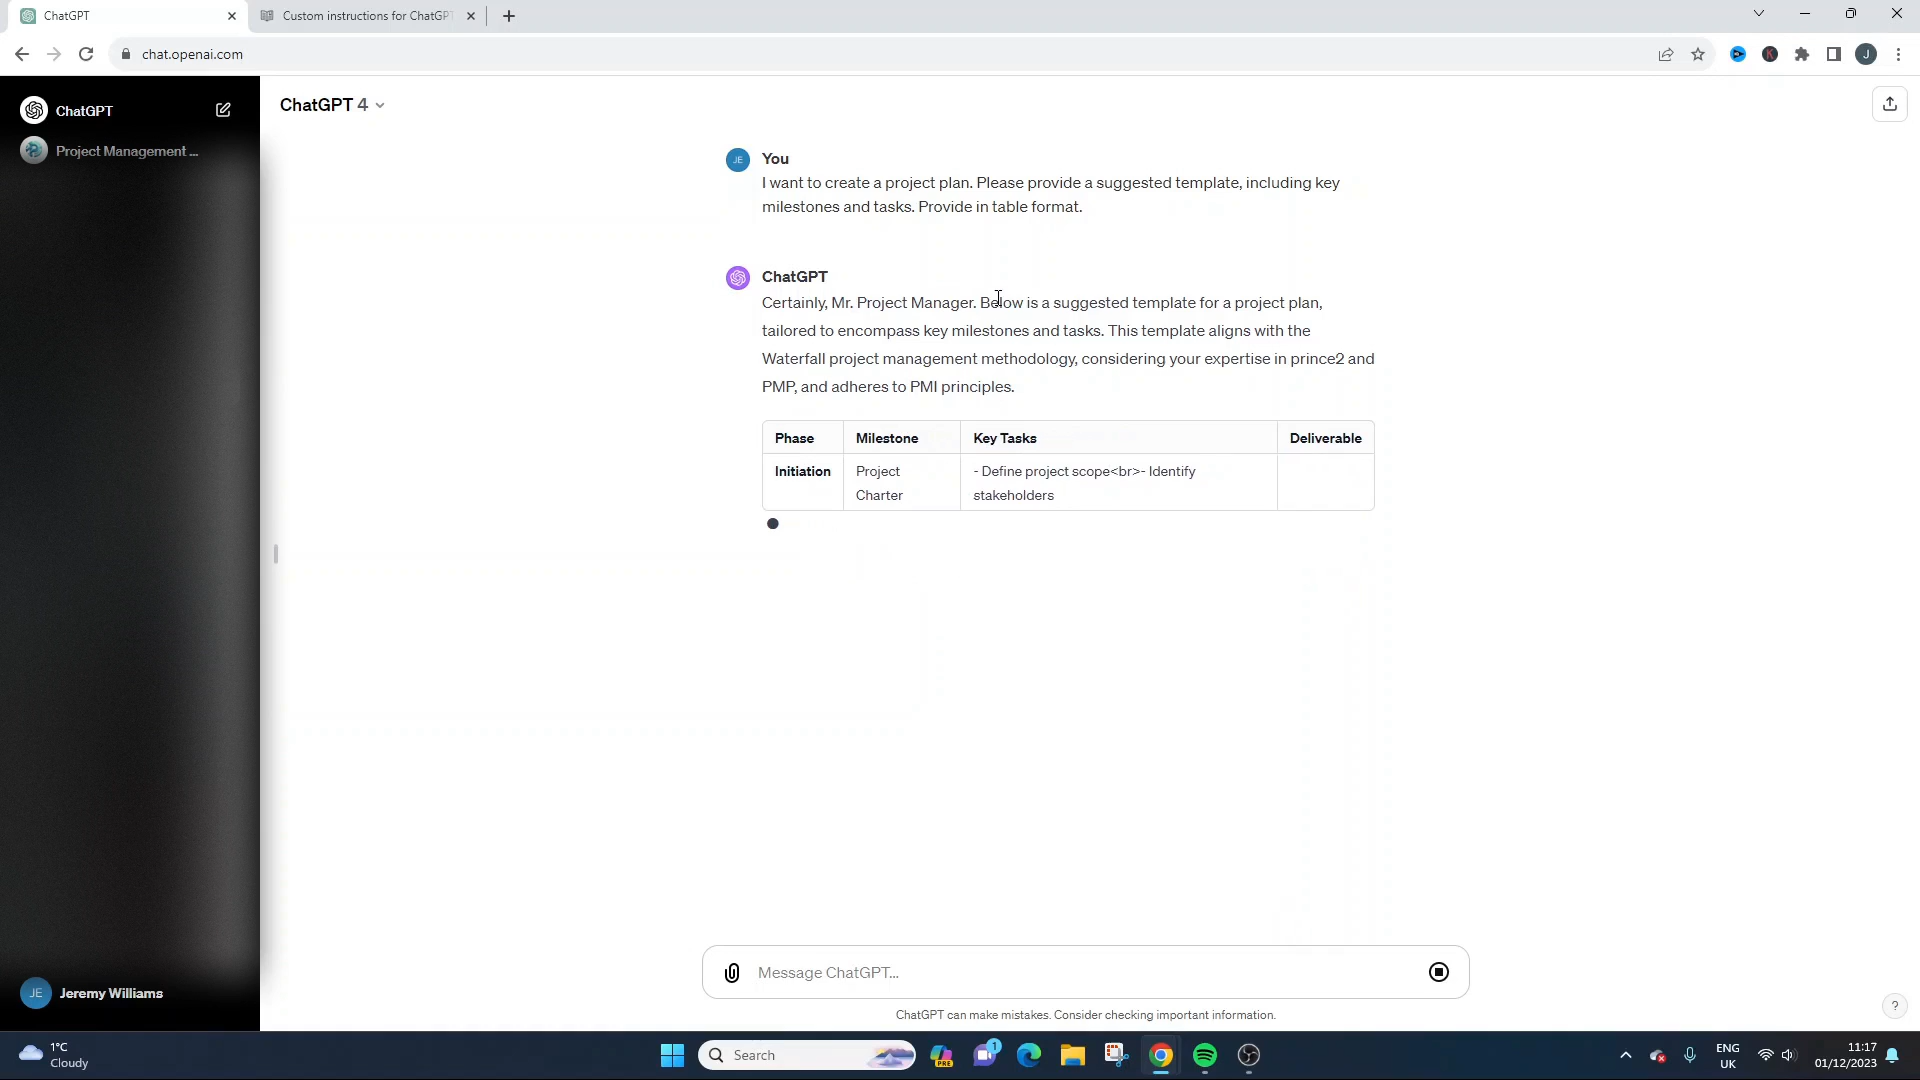 ChatGPT
Custom instructions for ChatGPT
chat.openai.com
J
ChatGPT
Project Management ...
ChatGPT 4
JE
You
I want to create a project plan. Please provide a suggested template, including key
milestones and tasks. Provide in table format.
ChatGPT
Certainly, Mr. Project Manager. Below is a suggested template for a project plan,
tailored to encompass key milestones and tasks. This template aligns with the
Waterfall project management methodology, considering your expertise in prince2 and
PMP, and adheres to PMI principles.
Phase Milestone Key Tasks Deliverable
Initiation Project - Define project scope<br>- Identify
Charter stakeholders
Message ChatGPT...
JE Jeremy Williams
ChatGPT can make mistakes. Consider checking important information.
?
1°C
Cloudy
Search
PRE
1
ENG
UK
11:17
01/12/2023